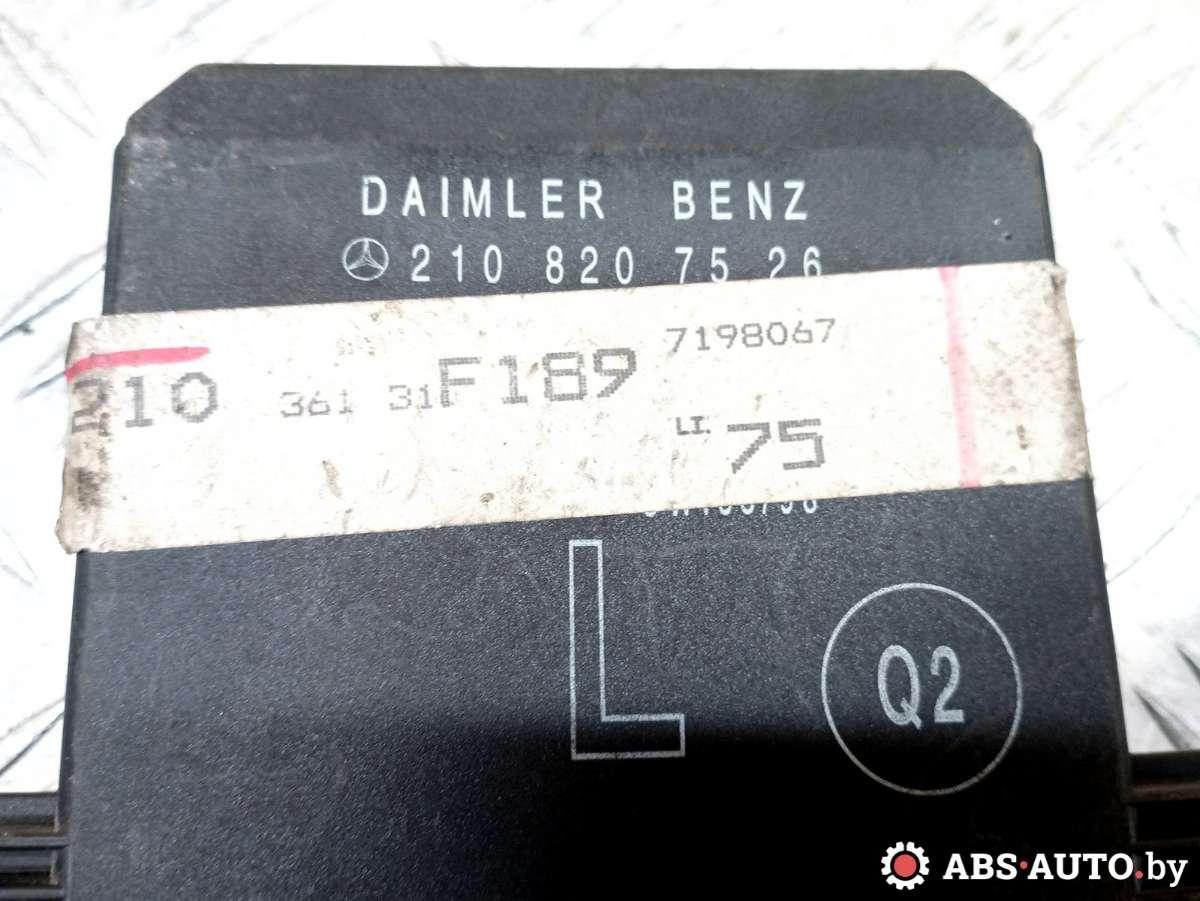 DAIMLER BENZ
210 820 75 26
7198067
210 361 31 F189
LI. 75
L
Q2
ABS-AUTO.by